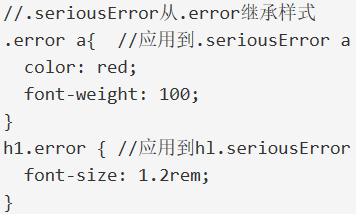 //.seriousError从.error继承样式
.error a{  //应用到.seriousError a
  color: red;
  font-weight: 100;
}
h1.error { //应用到hl.seriousError
  font-size: 1.2rem;
}